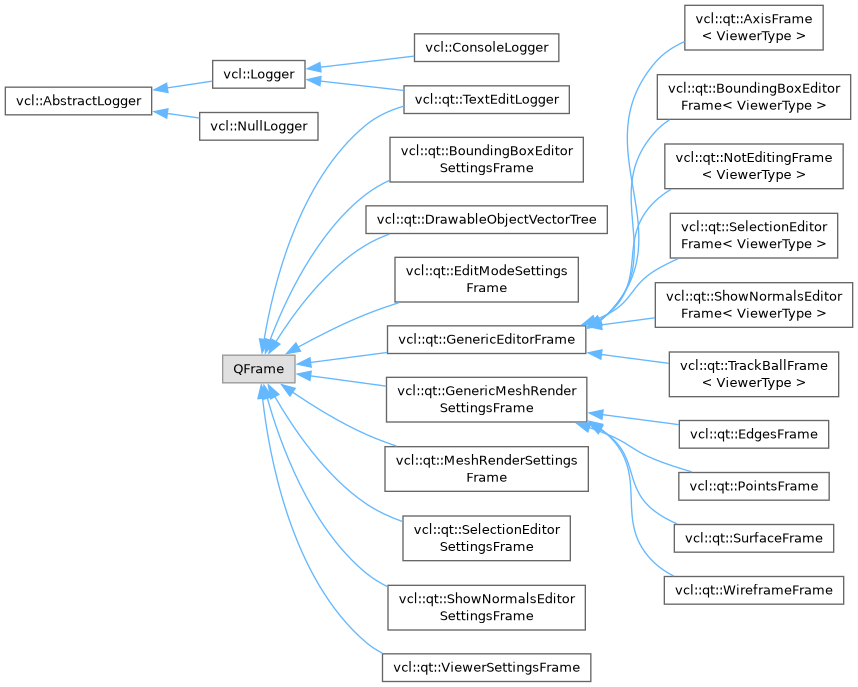 vcl::AbstractLogger
vcl::Logger
vcl::NullLogger
vcl::ConsoleLogger
vcl::qt::TextEditLogger
QFrame
vcl::qt::BoundingBoxEditor
SettingsFrame
vcl::qt::DrawableObjectVectorTree
vcl::qt::EditModeSettings
Frame
vcl::qt::GenericEditorFrame
vcl::qt::GenericMeshRender
SettingsFrame
vcl::qt::MeshRenderSettings
Frame
vcl::qt::SelectionEditor
SettingsFrame
vcl::qt::ShowNormalsEditor
SettingsFrame
vcl::qt::ViewerSettingsFrame
vcl::qt::AxisFrame
< ViewerType >
vcl::qt::BoundingBoxEditor
Frame< ViewerType >
vcl::qt::NotEditingFrame
< ViewerType >
vcl::qt::SelectionEditor
Frame< ViewerType >
vcl::qt::ShowNormalsEditor
Frame< ViewerType >
vcl::qt::TrackBallFrame
< ViewerType >
vcl::qt::EdgesFrame
vcl::qt::PointsFrame
vcl::qt::SurfaceFrame
vcl::qt::WireframeFrame